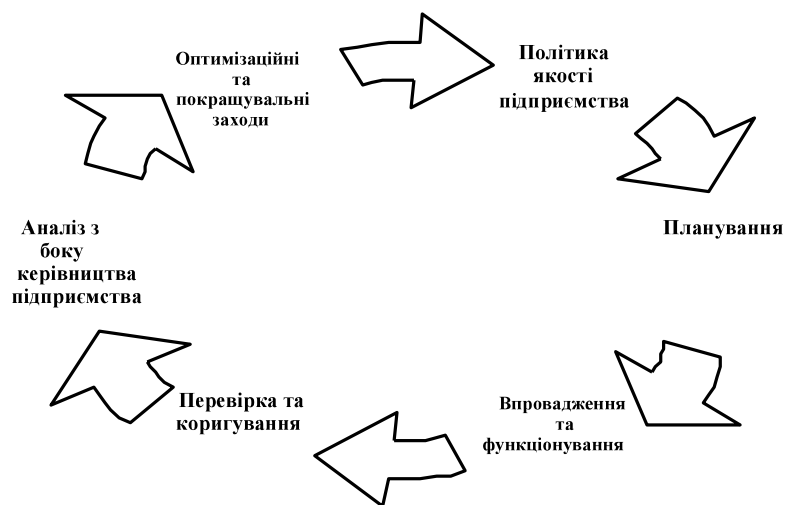 Оптимізаційні
та
покращувальні
заходи
Політика
якості
підприємства
Планування
Впровадження
та
функціонування
Перевірка та
коригування
Аналіз з
боку
керівництва
підприємства